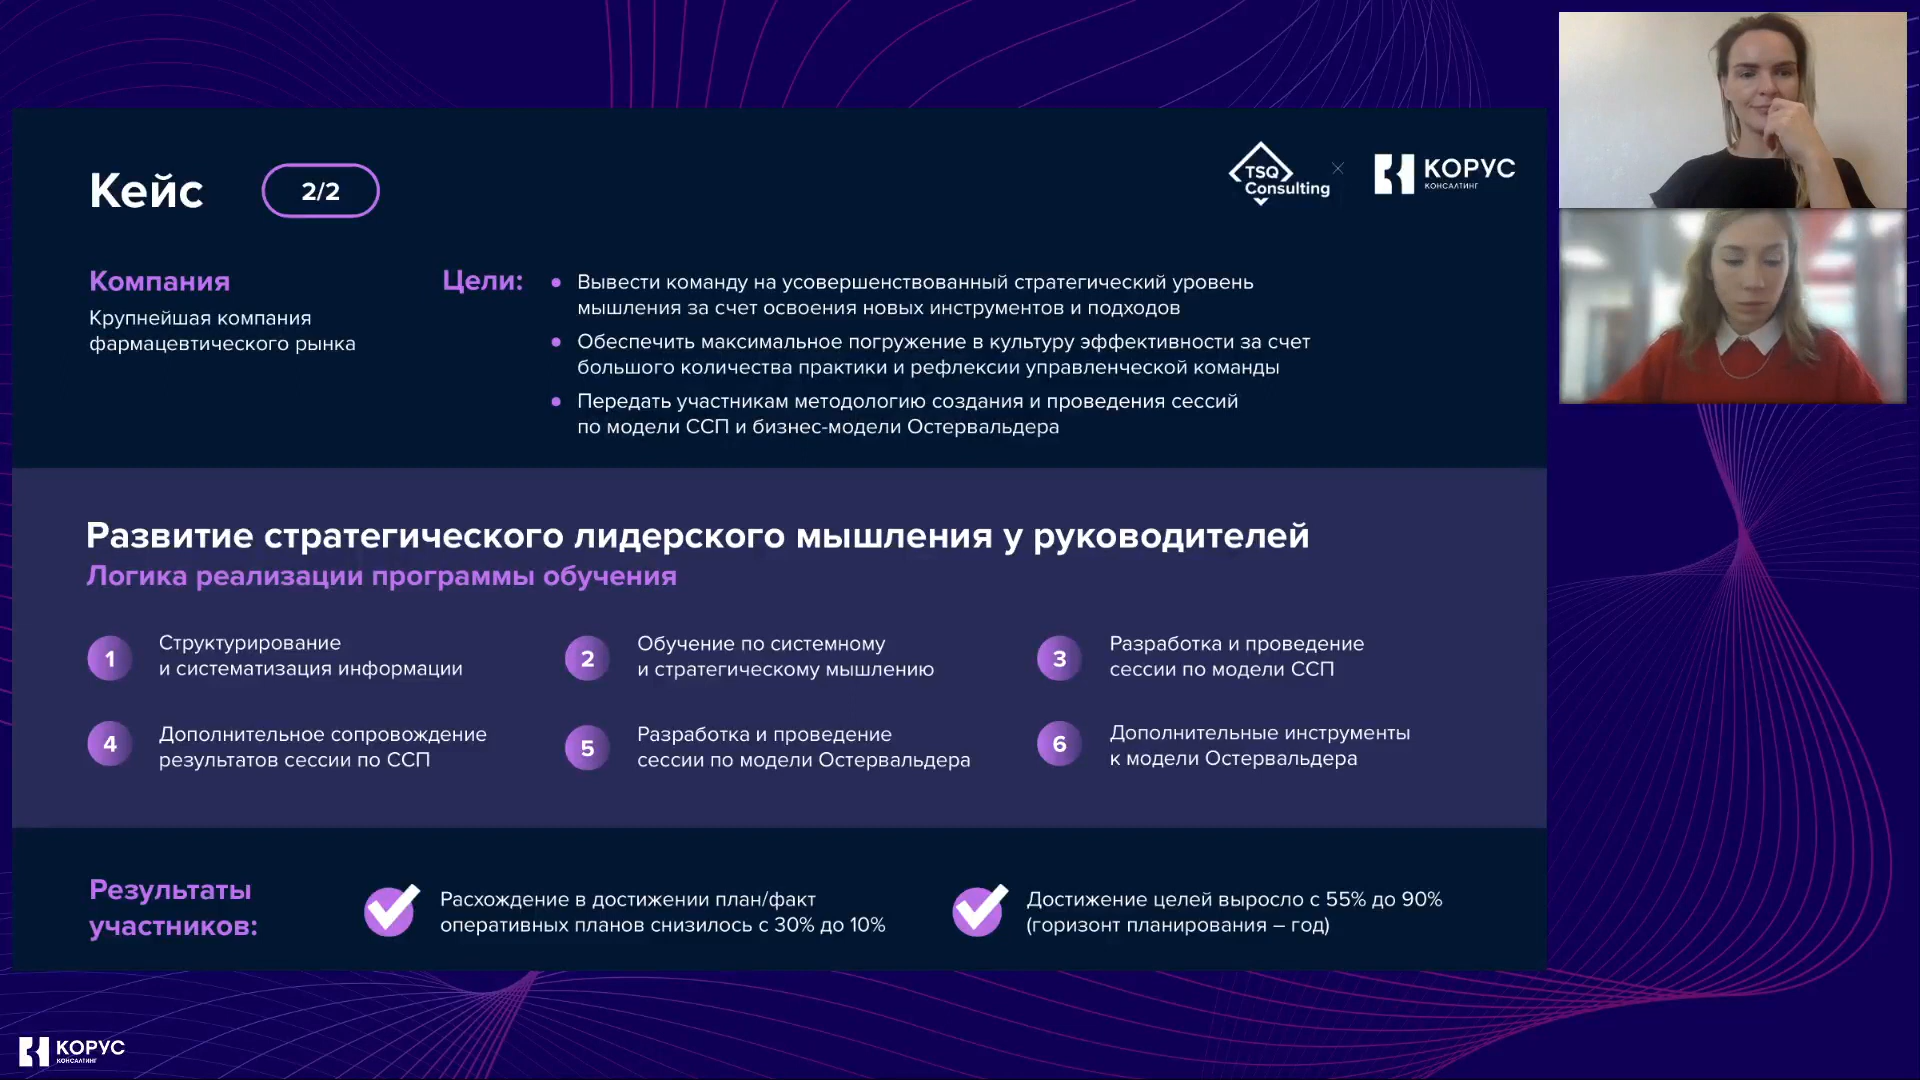 Кейс
2/2
TSQ
Consulting
КОРУС
КОНСАЛТИНГ
Компания
Крупнейшая компания
фармацевтического рынка
Цели:
Вывести команду на усовершенствованный стратегический уровень
мышления за счет освоения новых инструментов и подходов
Обеспечить максимальное погружение в культуру эффективности за счет
большого количества практики и рефлексии управленческой команды
Передать участникам методологию создания и проведения сессий
по модели ССП и бизнес-модели Остервальдера
Развитие стратегического лидерского мышления у руководителей
Логика реализации программы обучения
1
Структурирование
и систематизация информации
2
Обучение по системному
и стратегическому мышлению
3
Разработка и проведение
сессии по модели ССП
4
Дополнительное сопровождение
результатов сессии по ССП
5
Разработка и проведение
сессии по модели Остервальдера
6
Дополнительные инструменты
к модели Остервальдера
Результаты
участников:
Расхождение в достижении план/факт
оперативных планов снизилось с 30% до 10%
Достижение целей выросло с 55% до 90%
(горизонт планирования – год)
КОРУС
КОНСАЛТИНГ